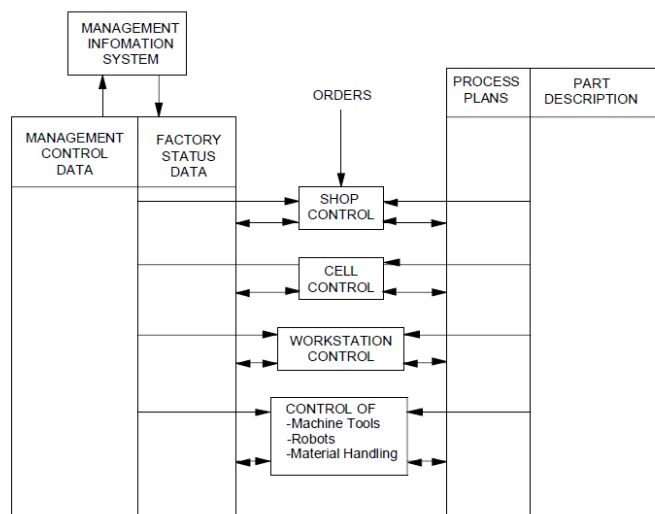 MANAGEMENT
INFOMATION
SYSTEM
ORDERS
PROCESS
PLANS
PART
DESCRIPTION
MANAGEMENT
CONTROL
DATA
FACTORY
STATUS
DATA
SHOP
CONTROL
CELL
CONTROL
WORKSTATION
CONTROL
CONTROL OF
-Machine Tools
-Robots
-Material Handling